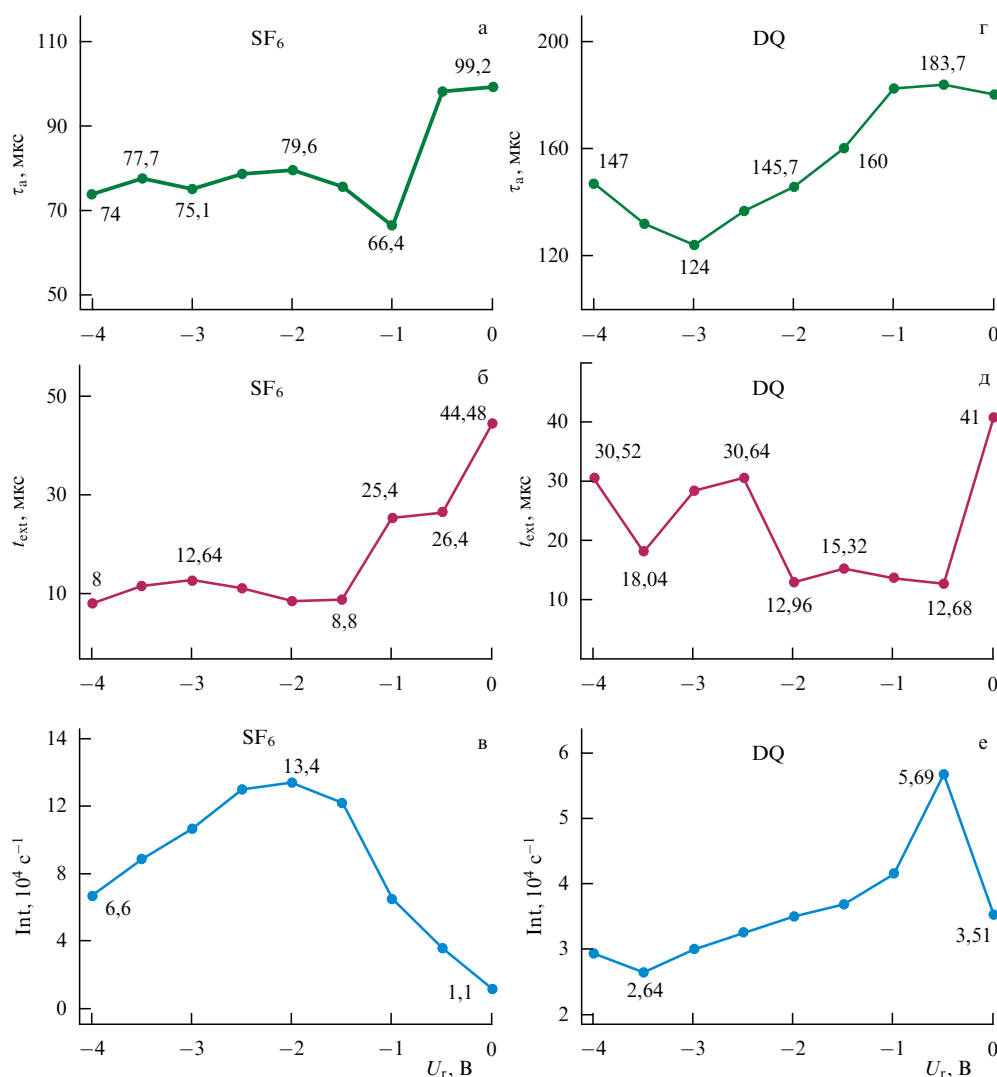 110
90
70
50
τa, мкс
SF6
а
99,2
77,7
79,6
74
75,1
66,4
−4 −3 −2 −1 0
200
160
120
τa, мкс
DQ
г
183,7
147
145,7
160
124
−4 −3 −2 −1 0
50
30
10
text, мкс
SF6
б
44,48
25,4
26,4
12,64
8
8,8
−4 −3 −2 −1 0
40
30
20
10
text, мкс
DQ
д
41
30,52
30,64
18,04
15,32
12,96
12,68
−4 −3 −2 −1 0
14
12
8
4
0
Int, 10⁴ с⁻¹
SF6
в
13,4
6,6
1,1
−4 −3 −2 −1 0
Ur, В
6
5
4
3
2
Int, 10⁴ с⁻¹
DQ
е
5,69
3,51
2,64
−4 −3 −2 −1 0
Ur, В